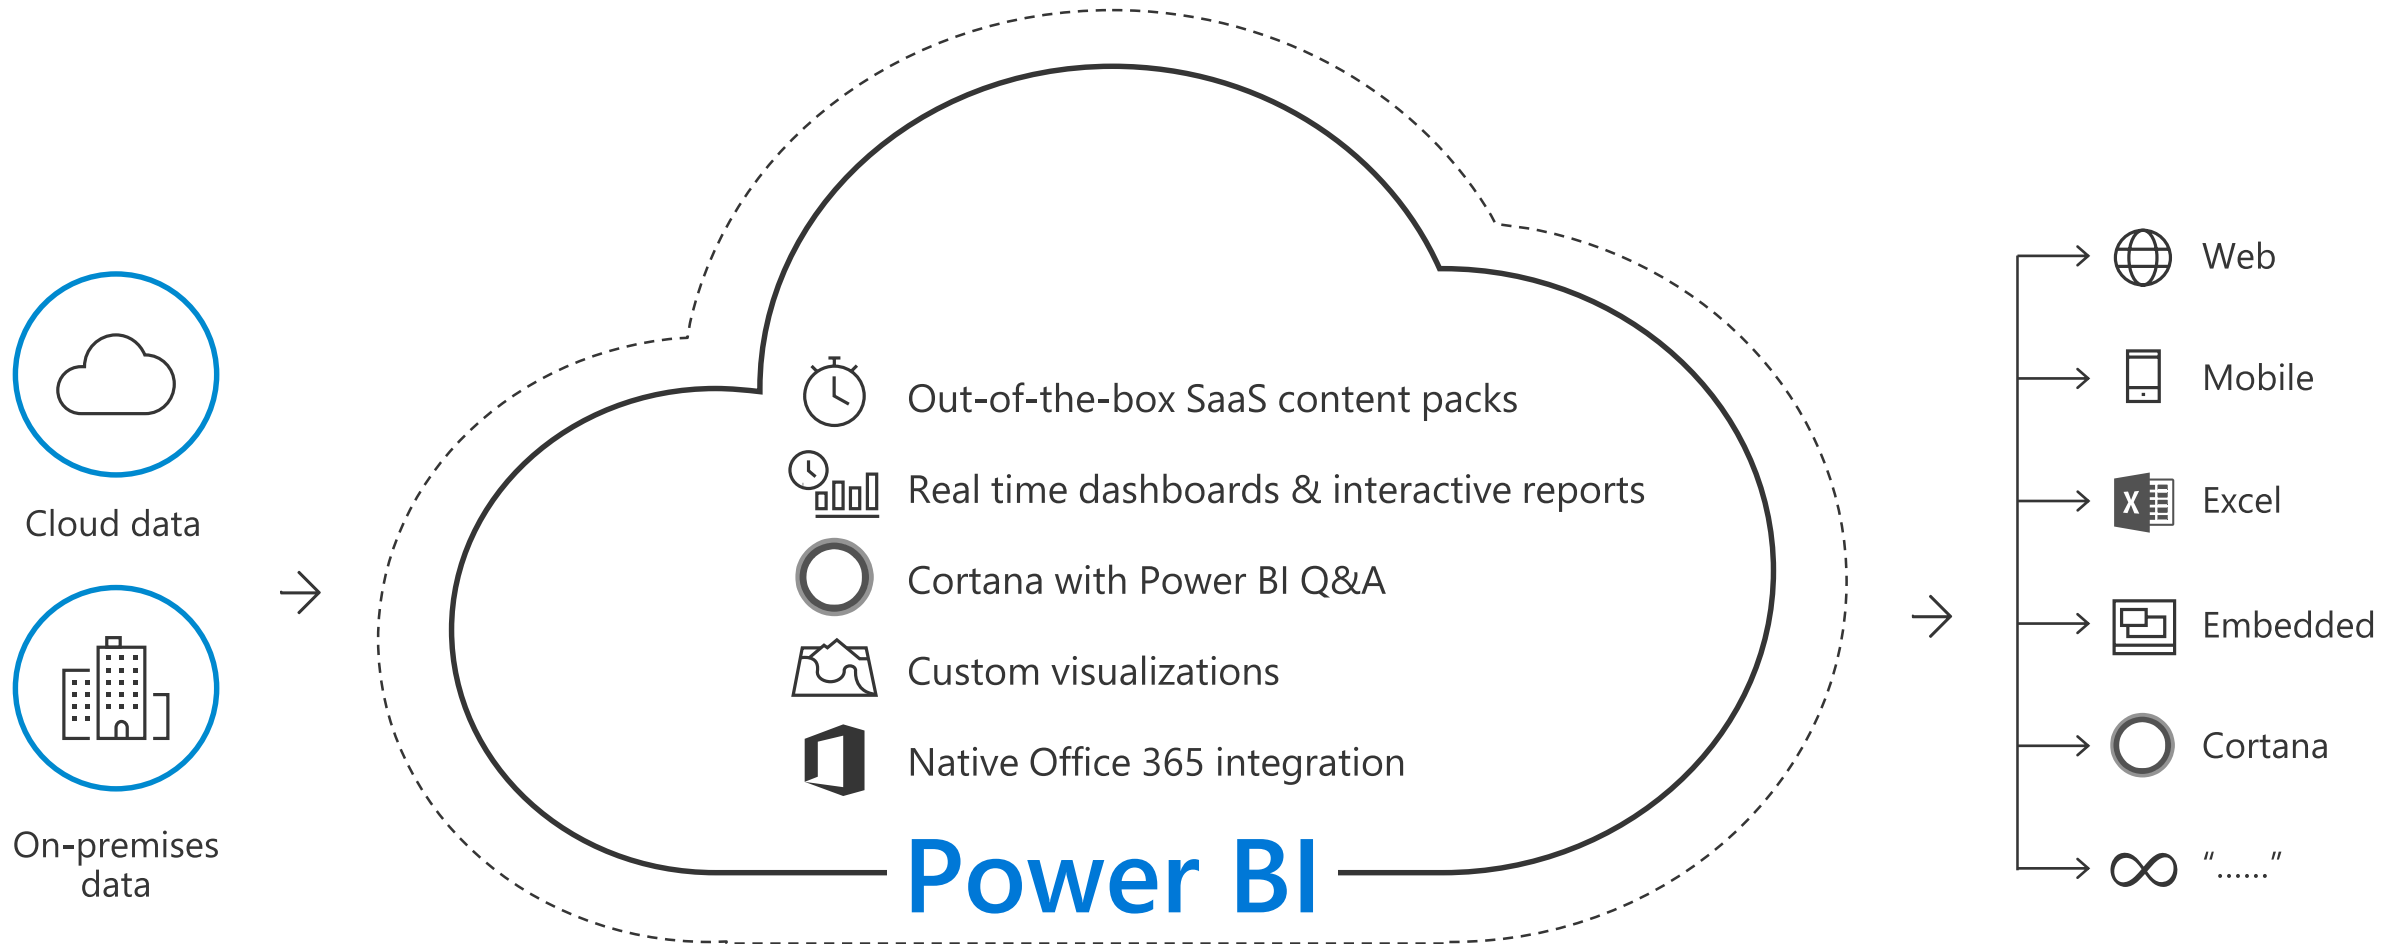 Cloud data
On-premises
data
Out-of-the-box SaaS content packs
Real time dashboards & interactive reports
Cortana with Power BI Q&A
Custom visualizations
Native Office 365 integration
Power BI
Web
Mobile
X
Excel
Embedded
Cortana
“......”